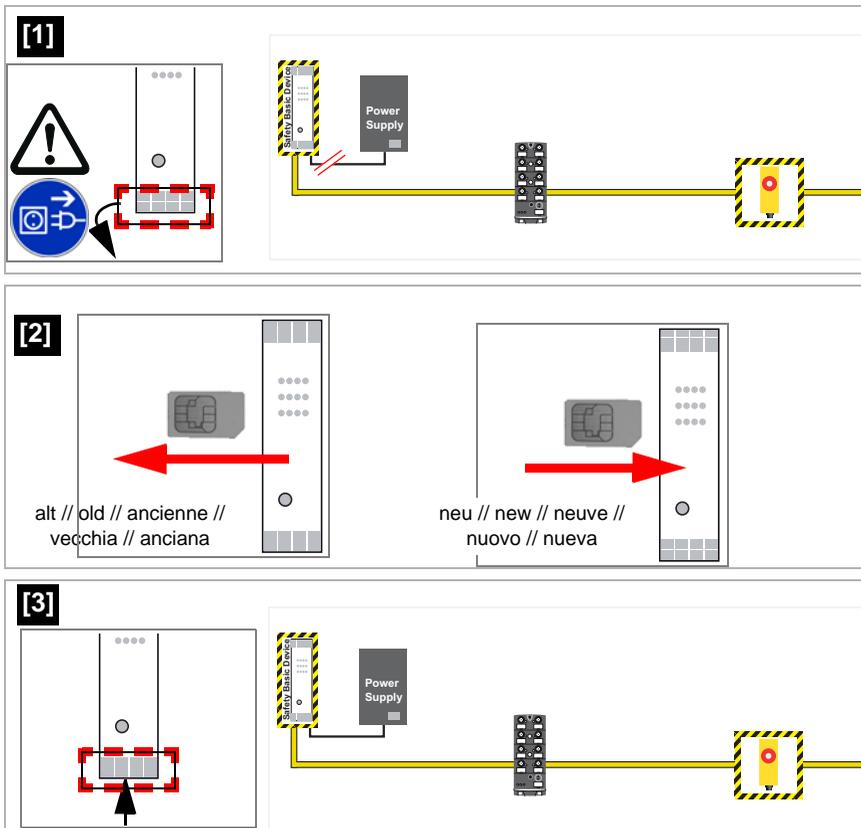 [1]
Safety Basic Device
Power
Supply
[2]
alt // old // ancienne //
vecchia // anciana
neu // new // neuve //
nuovo // nueva
[3]
Safety Basic Device
Power
Supply